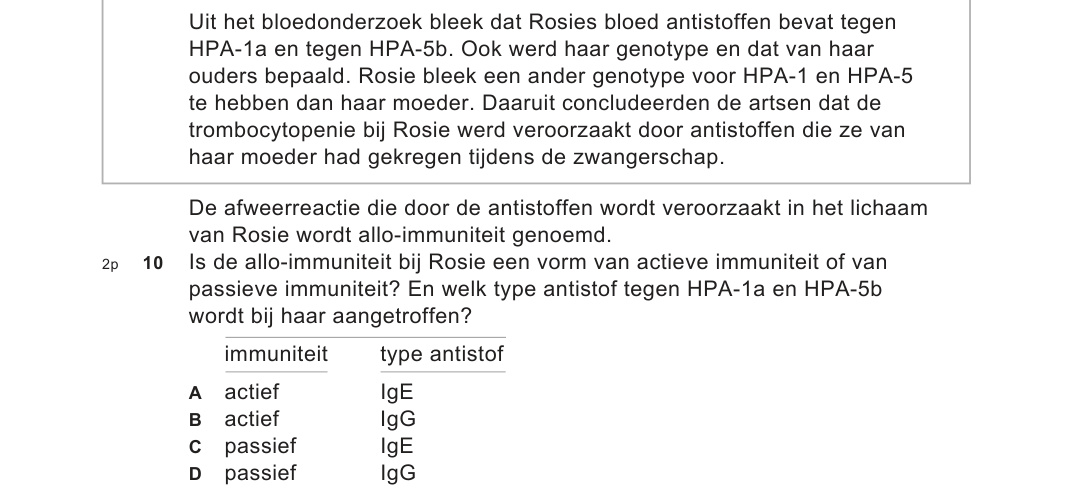 Uit het bloedonderzoek bleek dat Rosies bloed antistoffen bevat tegen
HPA-1a en tegen HPA-5b. Ook werd haar genotype en dat van haar
ouders bepaald. Rosie bleek een ander genotype voor HPA-1 en HPA-5
te hebben dan haar moeder. Daaruit concludeerden de artsen dat de
trombocytopenie bij Rosie werd veroorzaakt door antistoffen die ze van
haar moeder had gekregen tijdens de zwangerschap.
De afweerreactie die door de antistoffen wordt veroorzaakt in het lichaam
van Rosie wordt allo-immuniteit genoemd.
2p 10 Is de allo-immuniteit bij Rosie een vorm van actieve immuniteit of van
passieve immuniteit? En welk type antistof tegen HPA-1a en HPA-5b
wordt bij haar aangetroffen?
immuniteit type antistof
A actief IgE
B actief IgG
C passief IgE
D passief IgG